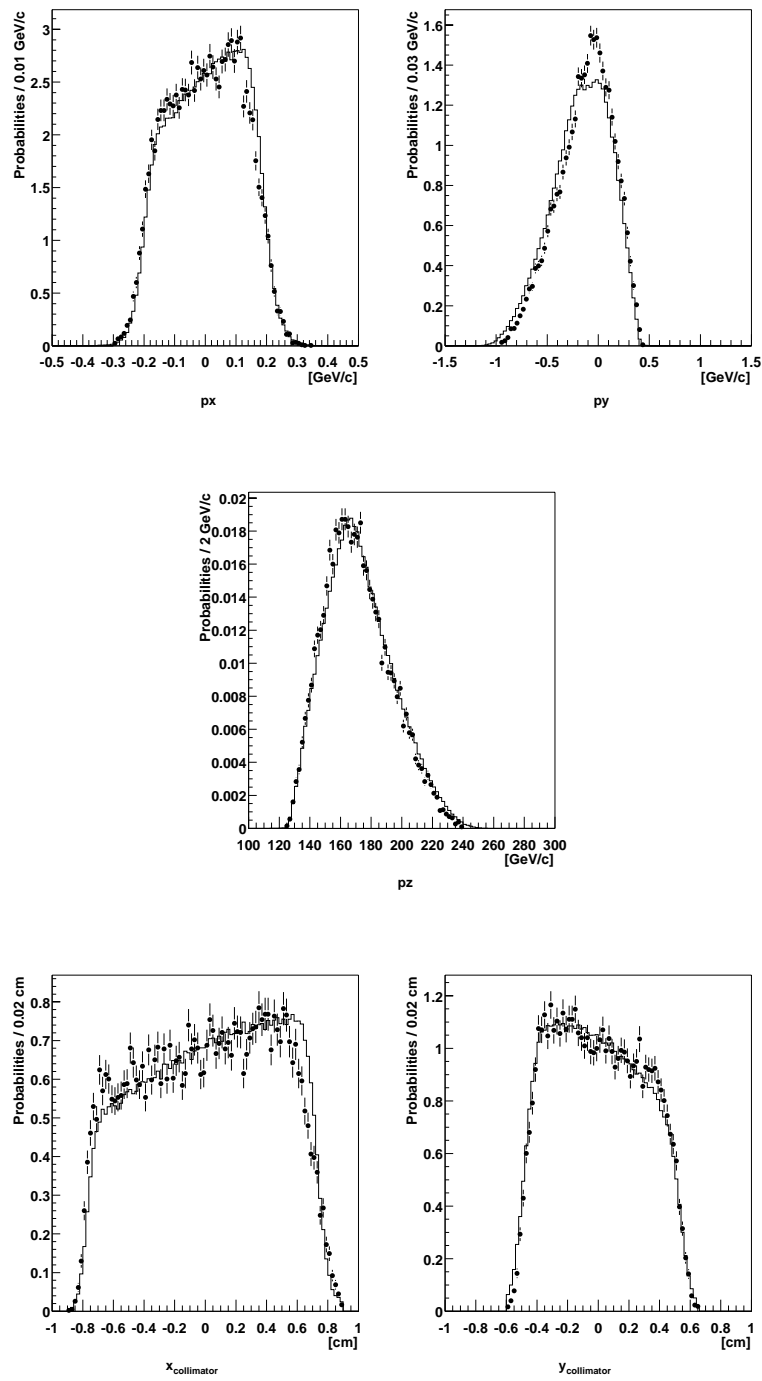 Probabilities / 0.01 GeV/c
3
2.5
2
1.5
1
0.5
0
-0.5 -0.4 -0.3 -0.2 -0.1 0 0.1 0.2 0.3 0.4 0.5
[GeV/c]
px
Probabilities / 0.03 GeV/c
1.6
1.4
1.2
1
0.8
0.6
0.4
0.2
0
-1.5 -1 -0.5 0 0.5 1 1.5
[GeV/c]
py
Probabilities / 2 GeV/c
0.02
0.018
0.016
0.014
0.012
0.01
0.008
0.006
0.004
0.002
0
100 120 140 160 180 200 220 240 260 280 300
[GeV/c]
pz
Probabilities / 0.02 cm
0.8
0.7
0.6
0.5
0.4
0.3
0.2
0.1
0
-1 -0.8 -0.6 -0.4 -0.2 0 0.2 0.4 0.6 0.8 1
[cm]
x collimator
Probabilities / 0.02 cm
1.2
1
0.8
0.6
0.4
0.2
0
-1 -0.8 -0.6 -0.4 -0.2 0 0.2 0.4 0.6 0.8 1
[cm]
y collimator